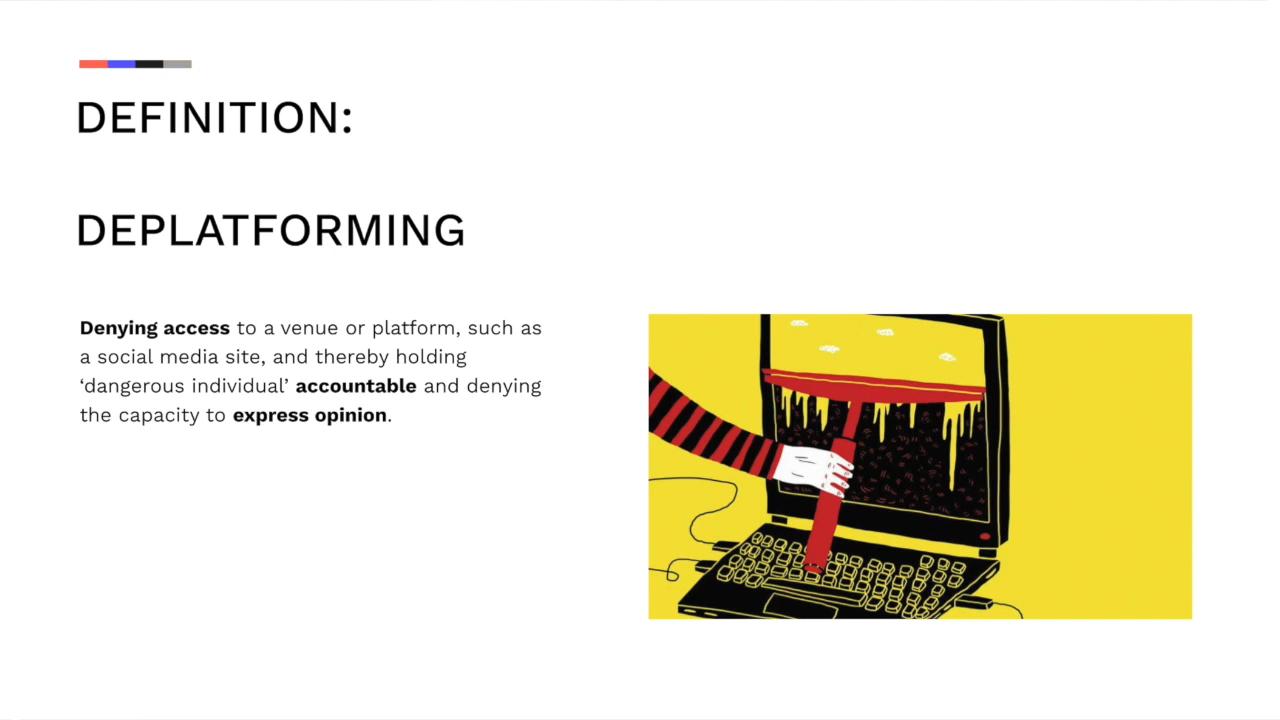 DEFINITION:
DEPLATFORMING
Denying access to a venue or platform, such as
a social media site, and thereby holding
‘dangerous individual’ accountable and denying
the capacity to express opinion.